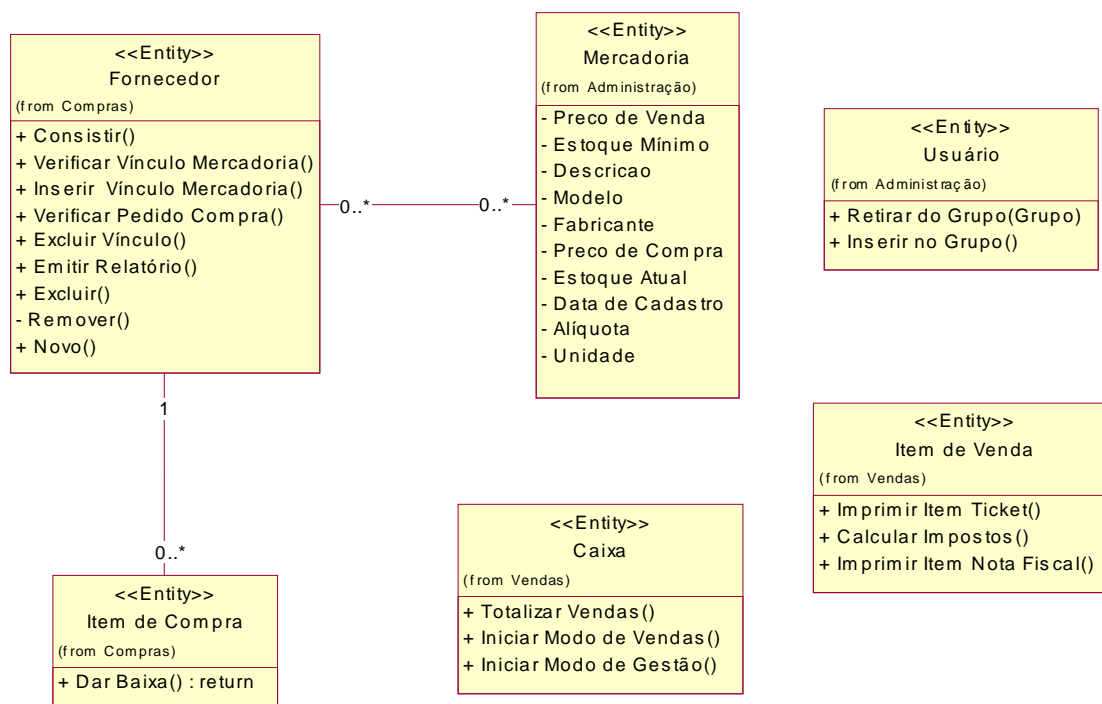 <<Entity>>
Fornecedor
(from Compras)
+ Consistir()
+ Verificar Vínculo Mercadoria()
+ Inserir Vínculo Mercadoria()
+ Verificar Pedido Compra()
+ Excluir Vínculo()
+ Emitir Relatório()
+ Excluir()
- Remover()
+ Novo()
0..*
0..*
<<Entity>>
Mercadoria
(from Administração)
- Preco de Venda
- Estoque Mínimo
- Descricao
- Modelo
- Fabricante
- Preco de Compra
- Estoque Atual
- Data de Cadastro
- Alíquota
- Unidade
<<Entity>>
Usuário
(from Administração)
+ Retirar do Grupo(Grupo)
+ Inserir no Grupo()
1
0..*
<<Entity>>
Item de Compra
(from Compras)
+ Dar Baixa() : return
<<Entity>>
Caixa
(from Vendas)
+ Totalizar Vendas()
+ Iniciar Modo de Vendas()
+ Iniciar Modo de Gestão()
<<Entity>>
Item de Venda
(from Vendas)
+ Imprimir Item Ticket()
+ Calcular Impostos()
+ Imprimir Item Nota Fiscal()